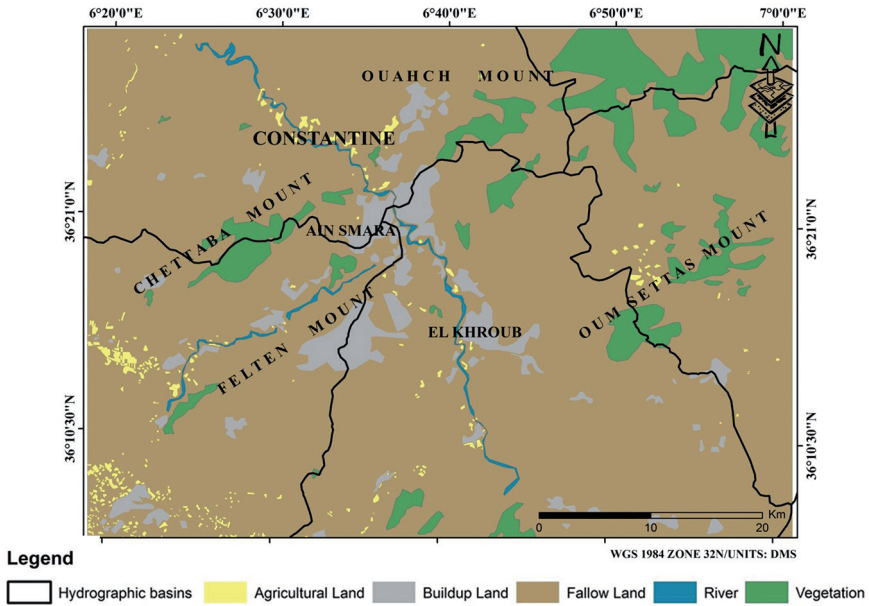 6°20'0"E 6°30'0"E 6°40'0"E 6°50'0"E 7°0'0"E
N
OUAHCH MOUNT
CONSTANTINE
CHETTABA MOUNT
36°21'0"N
36°21'0"N
AIN SMARA
OUM SETTAS MOUNT
FELTEN MOUNT
EL KHROUB
36°10'30"N
36°10'30"N
Km
0 10 20
WGS 1984 ZONE 32N/UNITS: DMS
Legend
Hydrographic basins Agricultural Land Buildup Land Fallow Land River Vegetation